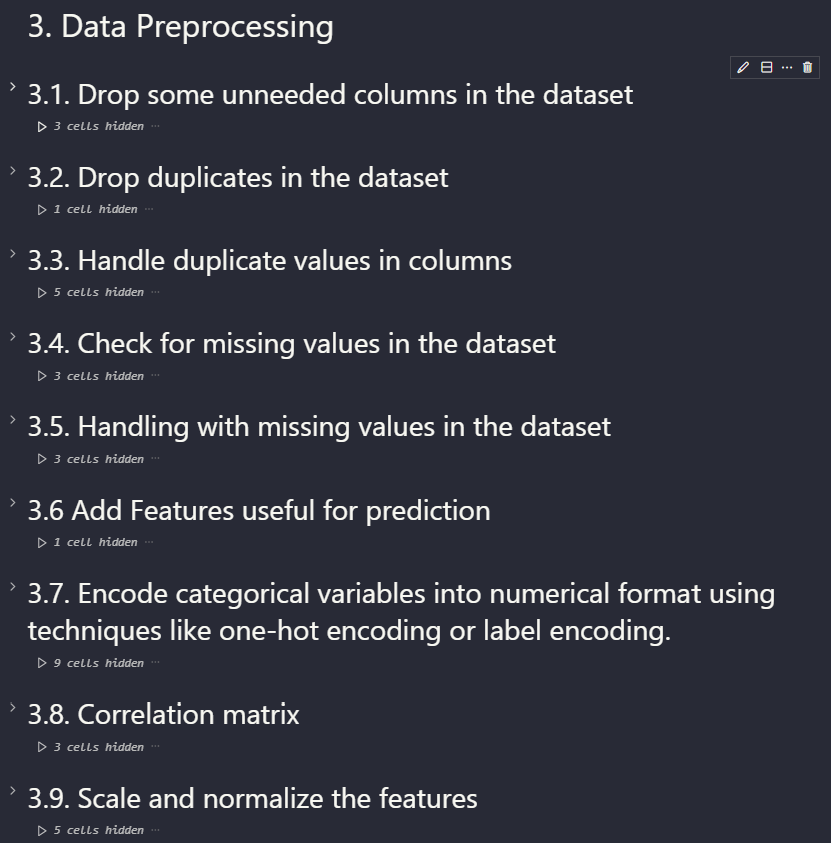 3. Data Preprocessing
3.1. Drop some unneeded columns in the dataset
3 cells hidden ···
3.2. Drop duplicates in the dataset
1 cell hidden ···
3.3. Handle duplicate values in columns
5 cells hidden ···
3.4. Check for missing values in the dataset
3 cells hidden ···
3.5. Handling with missing values in the dataset
3 cells hidden ···
3.6 Add Features useful for prediction
1 cell hidden ···
3.7. Encode categorical variables into numerical format using
techniques like one-hot encoding or label encoding.
9 cells hidden ···
3.8. Correlation matrix
3 cells hidden ···
3.9. Scale and normalize the features
5 cells hidden ···